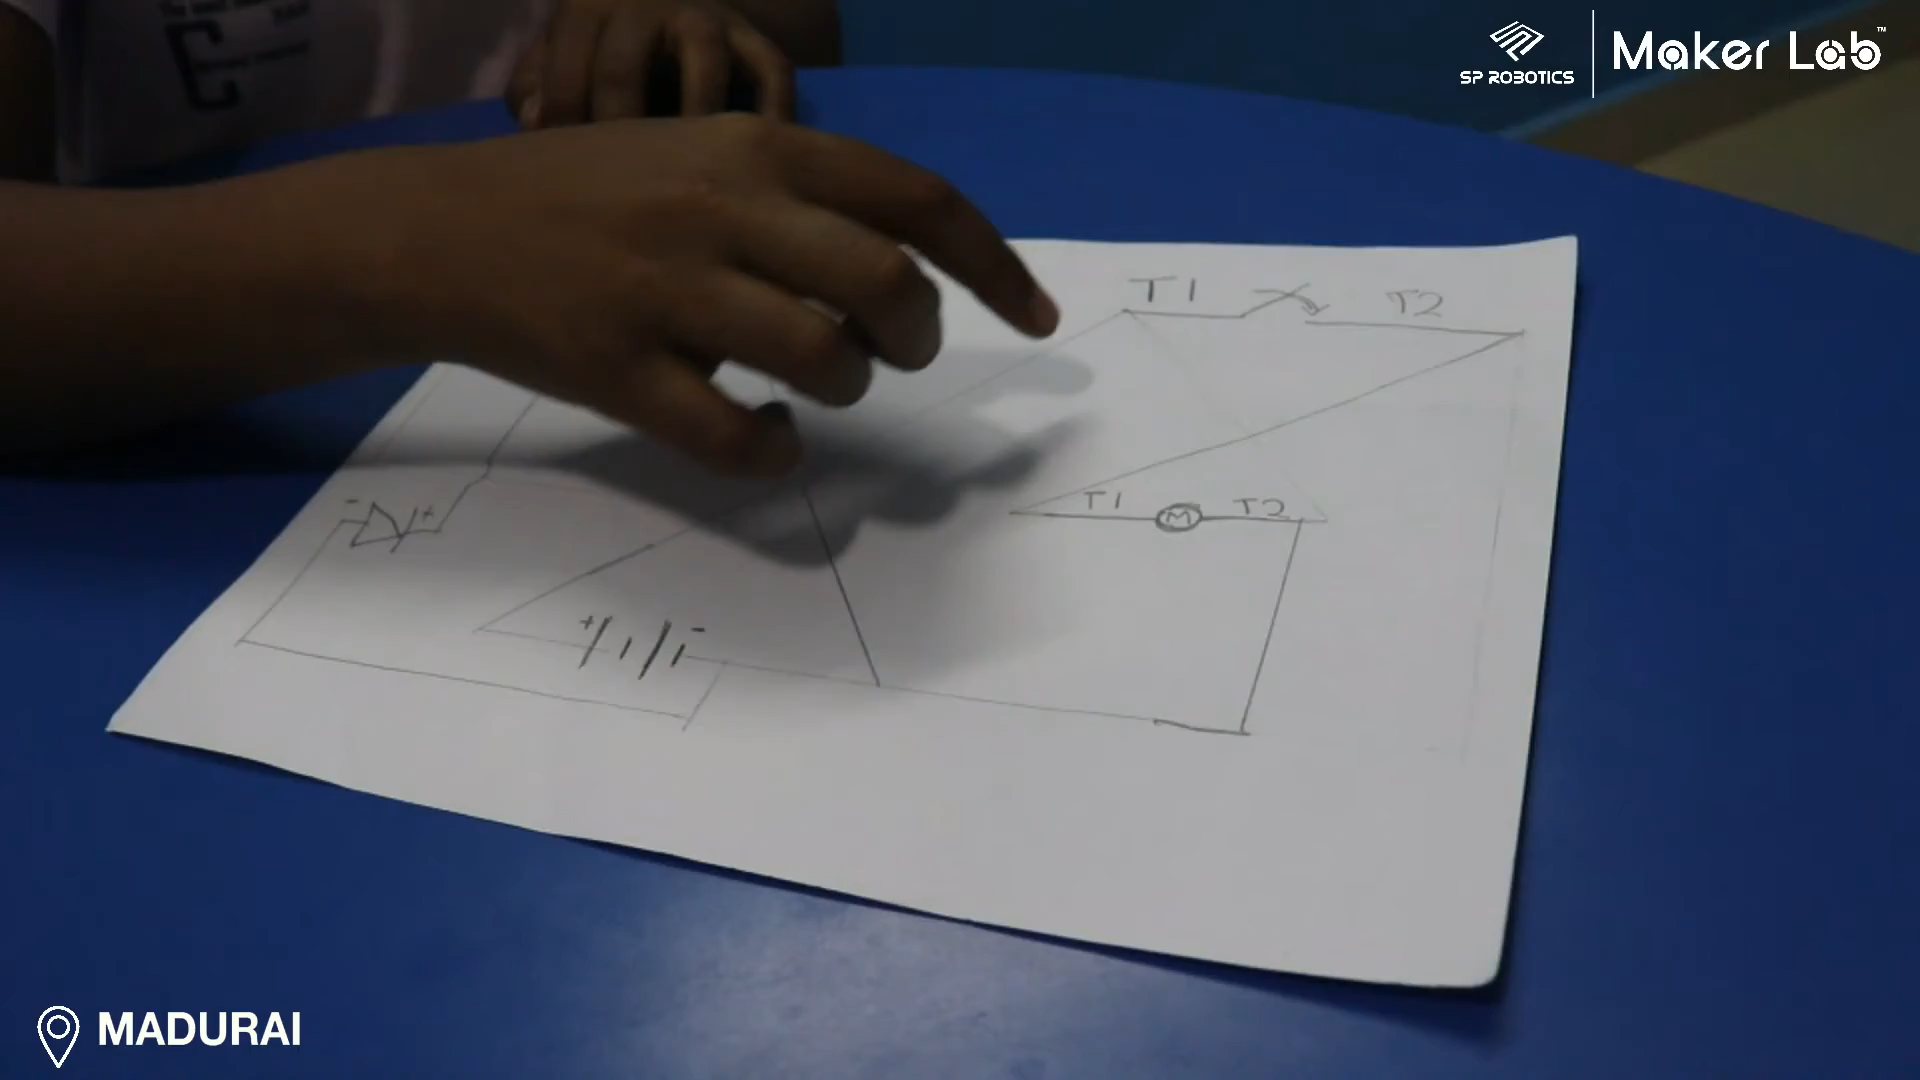 SP ROBOTICS
Maker Lab™
T1 T2
T1 M T2
- +
+ -
MADURAI